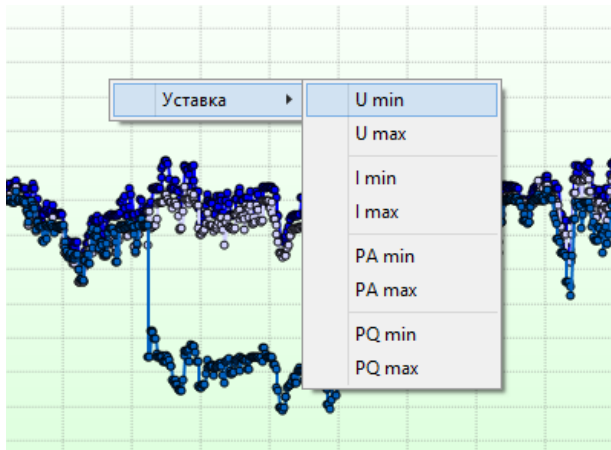 Уставка
U min
U max
I min
I max
PA min
PA max
PQ min
PQ max